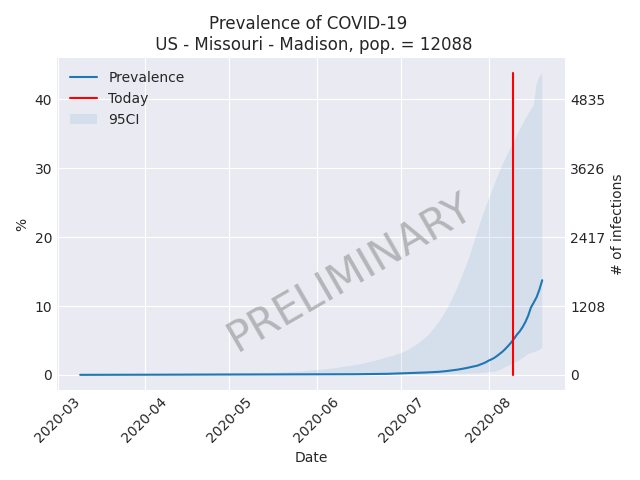 Prevalence of COVID-19
US - Missouri - Madison, pop. = 12088
Prevalence
Today
95CI
PRELIMINARY
%
40
30
20
10
0
4835
3626
2417
1208
0
# of infections
2020-03
2020-04
2020-05
2020-06
2020-07
2020-08
Date